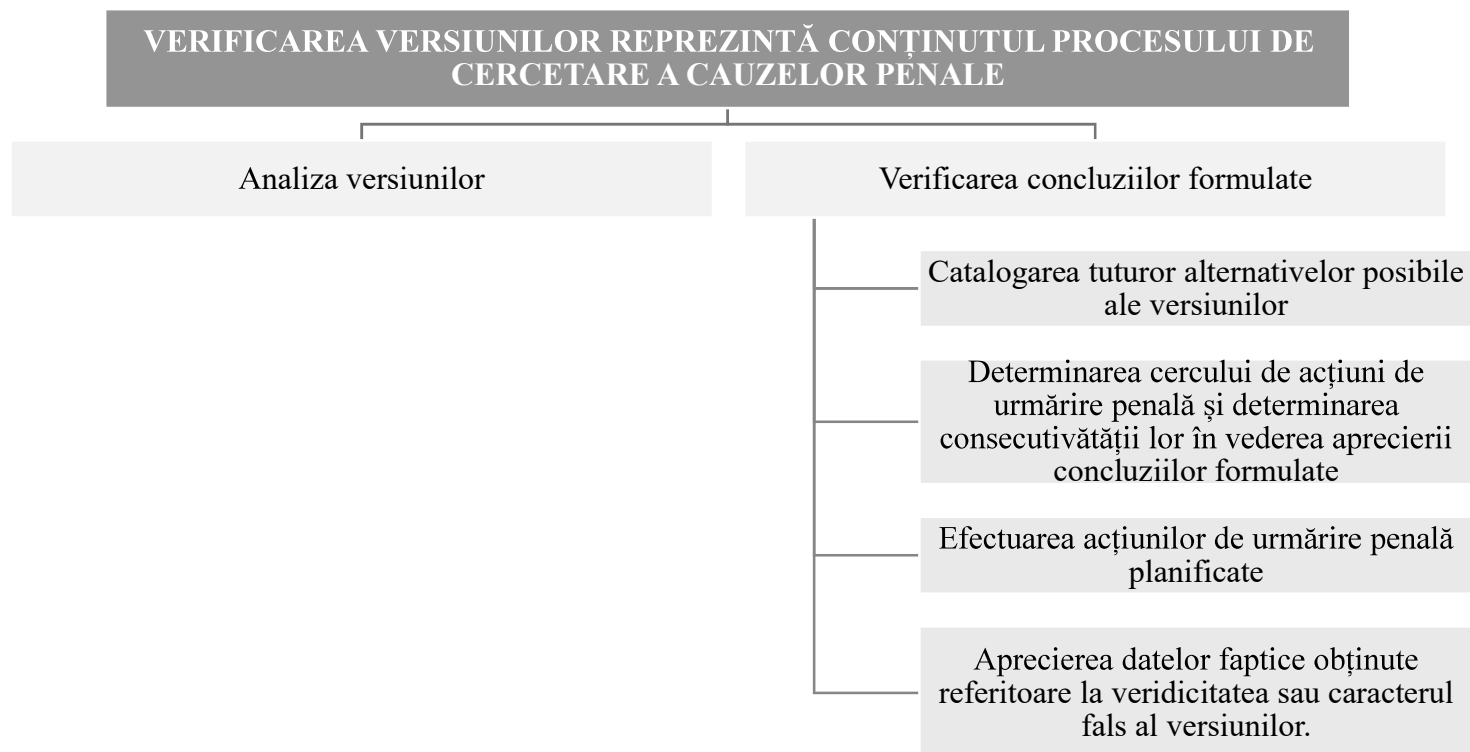 VERIFICAREA VERSIUNILOR REPREZINTĂ CONȚINUTUL PROCESULUI DE
CERCETARE A CAUZELOR PENALE
Analiza versiunilor
Verificarea concluziilor formulate
Catalogarea tuturor alternativelor posibile
ale versiunilor
Determinarea cercului de acțiuni de
urmărire penală și determinarea
consecutivătății lor în vederea aprecierii
concluziilor formulate
Efectuarea acțiunilor de urmărire penală
planificate
Aprecierea datelor faptice obținute
referitoare la veridicitatea sau caracterul
fals al versiunilor.